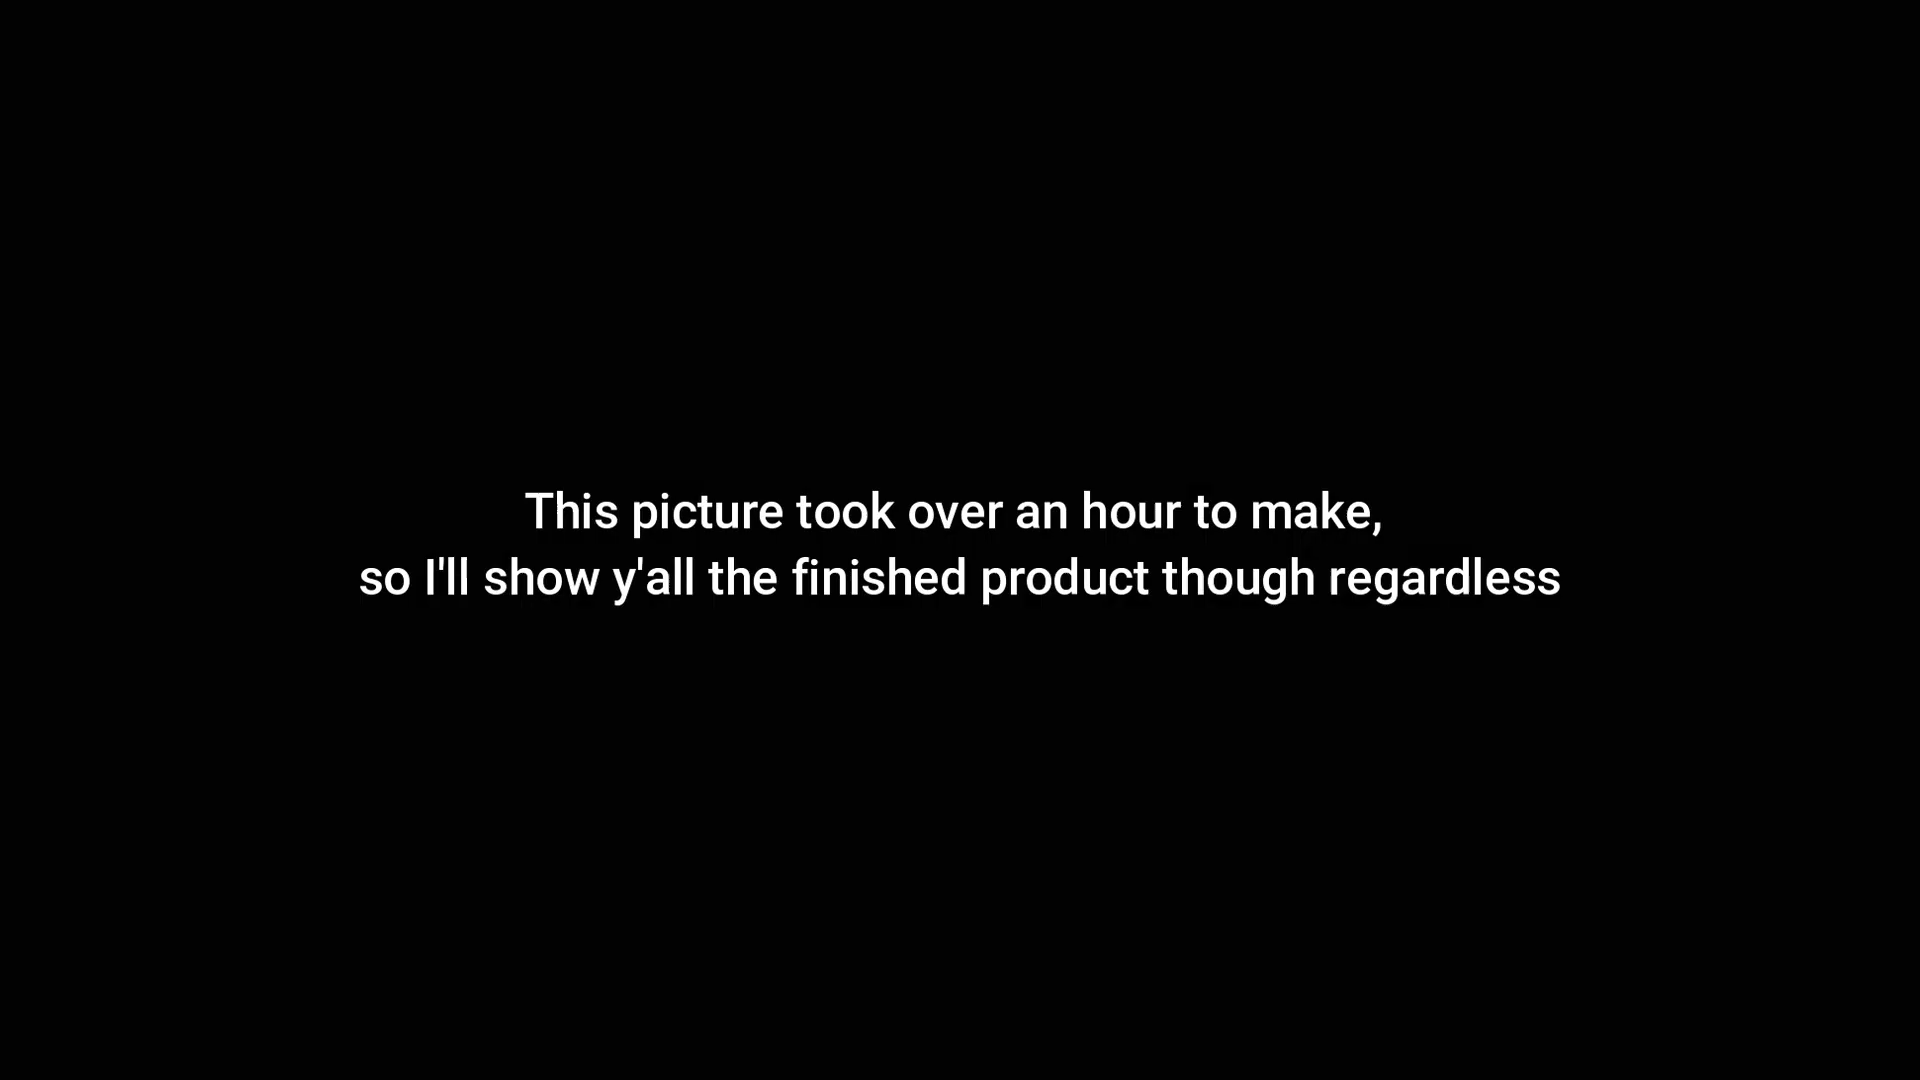 This picture took over an hour to make,
so I'll show y'all the finished product though regardless